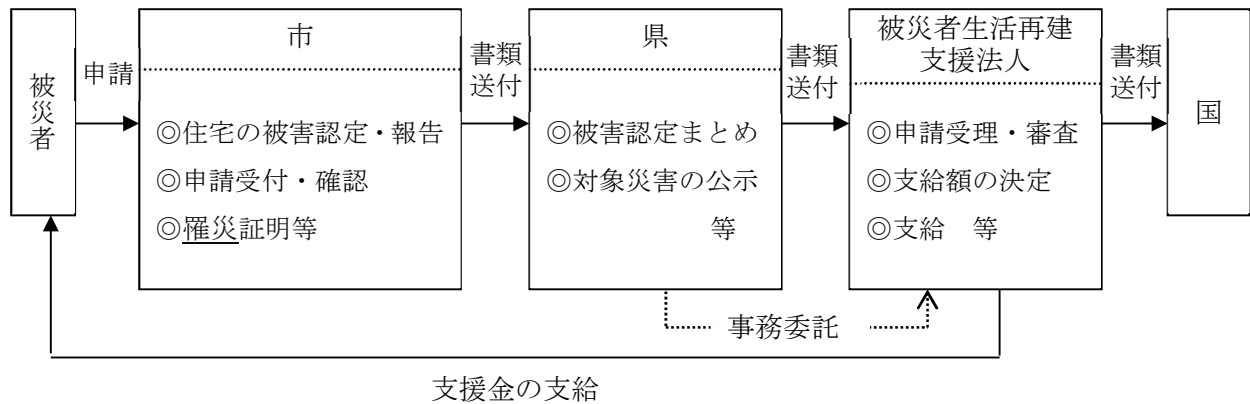 被災者
申請
市
◎住宅の被害認定・報告
◎申請受付・確認
◎罹災証明等
書類
送付
県
◎被害認定まとめ
◎対象災害の公示
等
書類
送付
被災者生活再建
支援法人
◎申請受理・審査
◎支給額の決定
◎支給　等
書類
送付
国
事務委託
支援金の支給